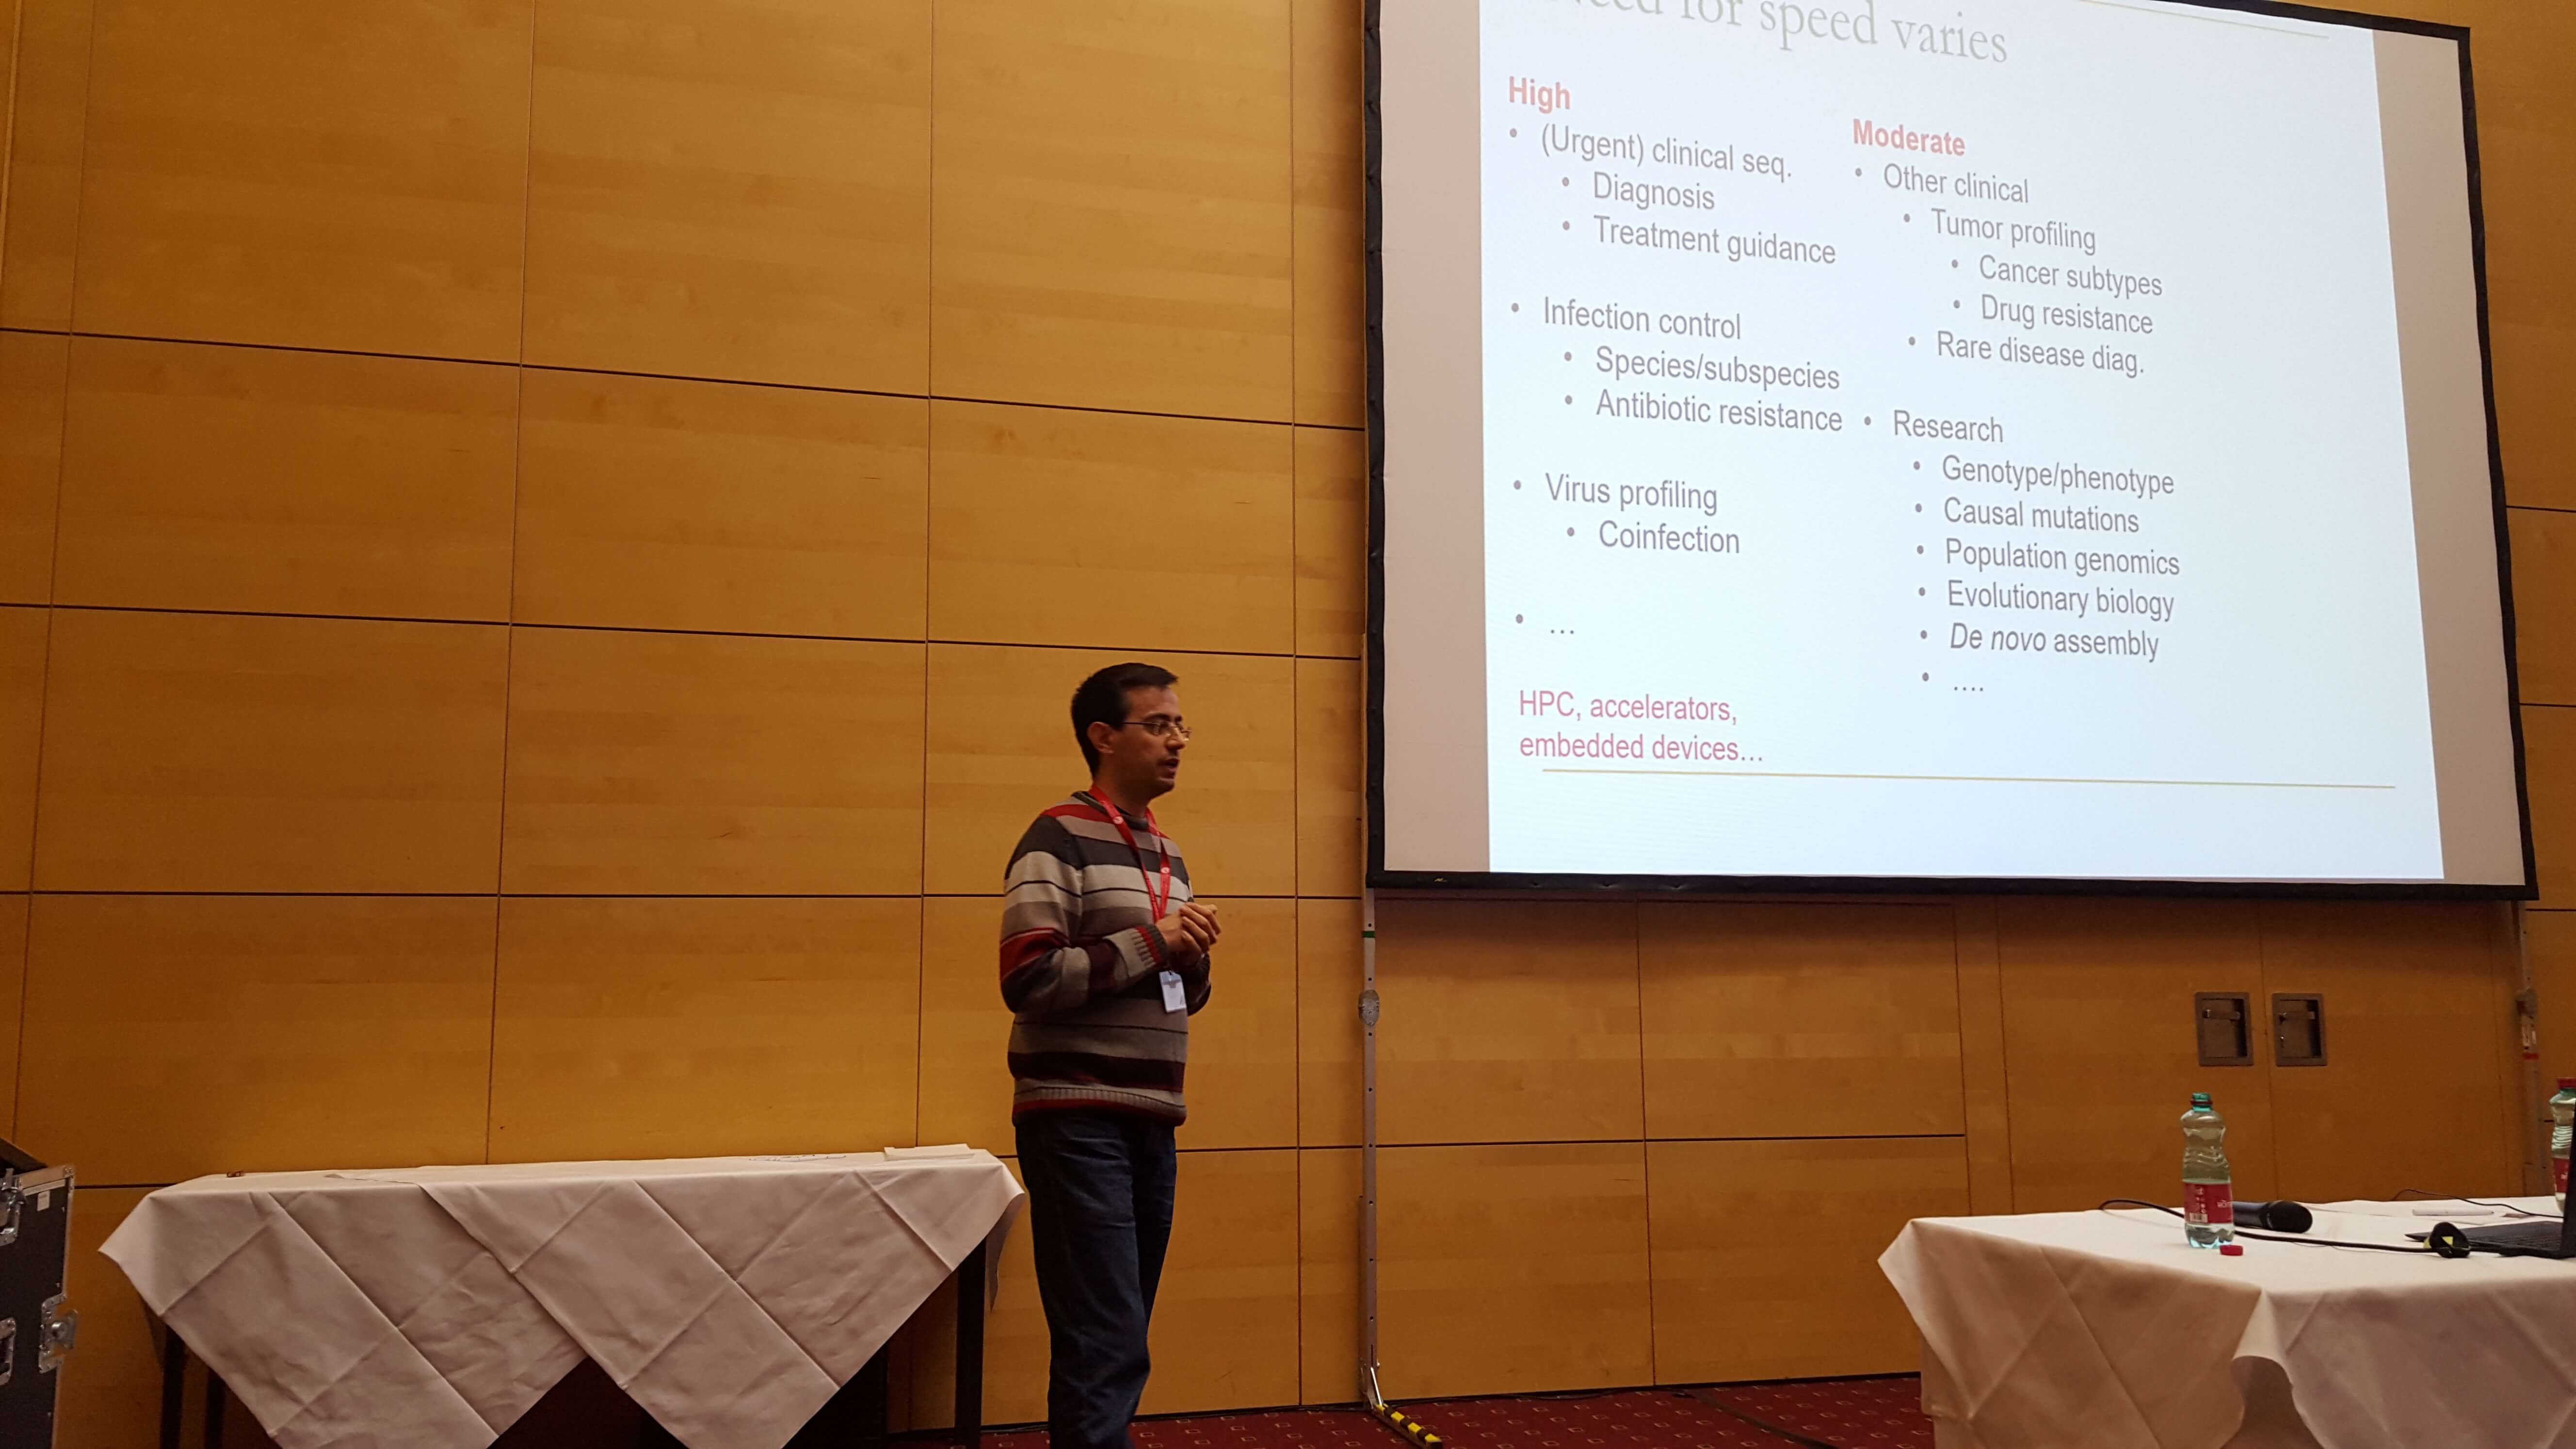 for speed varies
High
• (Urgent) clinical seq.
• Diagnosis
• Treatment guidance
• Infection control
• Species/subspecies
• Antibiotic resistance
• Virus profiling
• Coinfection
• …
HPC, accelerators,
embedded devices…
Moderate
• Other clinical
• Tumor profiling
• Cancer subtypes
• Drug resistance
• Rare disease diag.
• Research
• Genotype/phenotype
• Causal mutations
• Population genomics
• Evolutionary biology
• De novo assembly
• ….